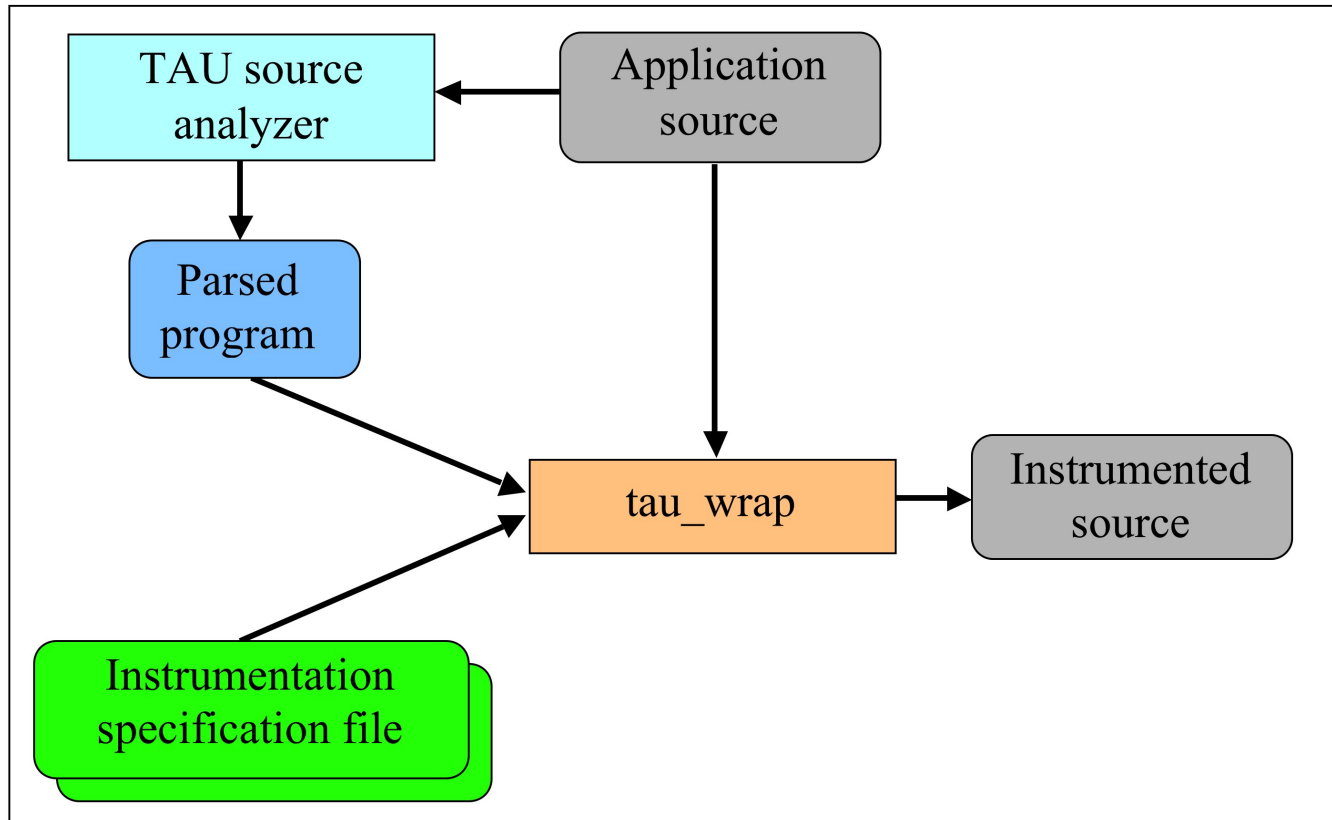 TAU source
analyzer
Application
source
Parsed
program
tau_wrap
Instrumented
source
Instrumentation
specification file